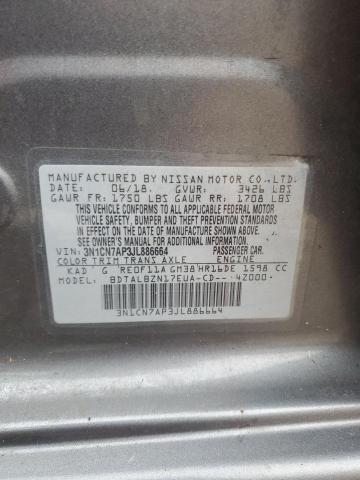 MANUFACTURED BY NISSAN MOTOR CO.,LTD.
DATE: 06/18. GVWR: 3426 LBS
GAWR FR: 1750 LBS GAWR RR: 1708 LBS
THIS VEHICLE CONFORMS TO ALL APPLICABLE FEDERAL MOTOR
VEHICLE SAFETY, BUMPER AND THEFT PREVENTION STANDARDS
IN EFFECT ON THE DATE OF MANUFACTURE SHOWN ABOVE.
SEE OWNER'S MANUAL FOR ADDITIONAL INFORMATION
VIN: 3N1CN7AP3JL886664 PASSENGER CAR.
COLOR TRIM TRANS AXLE ENGINE
KAD G RE0F11A GM38 HR16DE 1598 CC
MODEL: BDTALBZN17EUA-CD-- 4Z000-
3N1CN7AP3JL886664